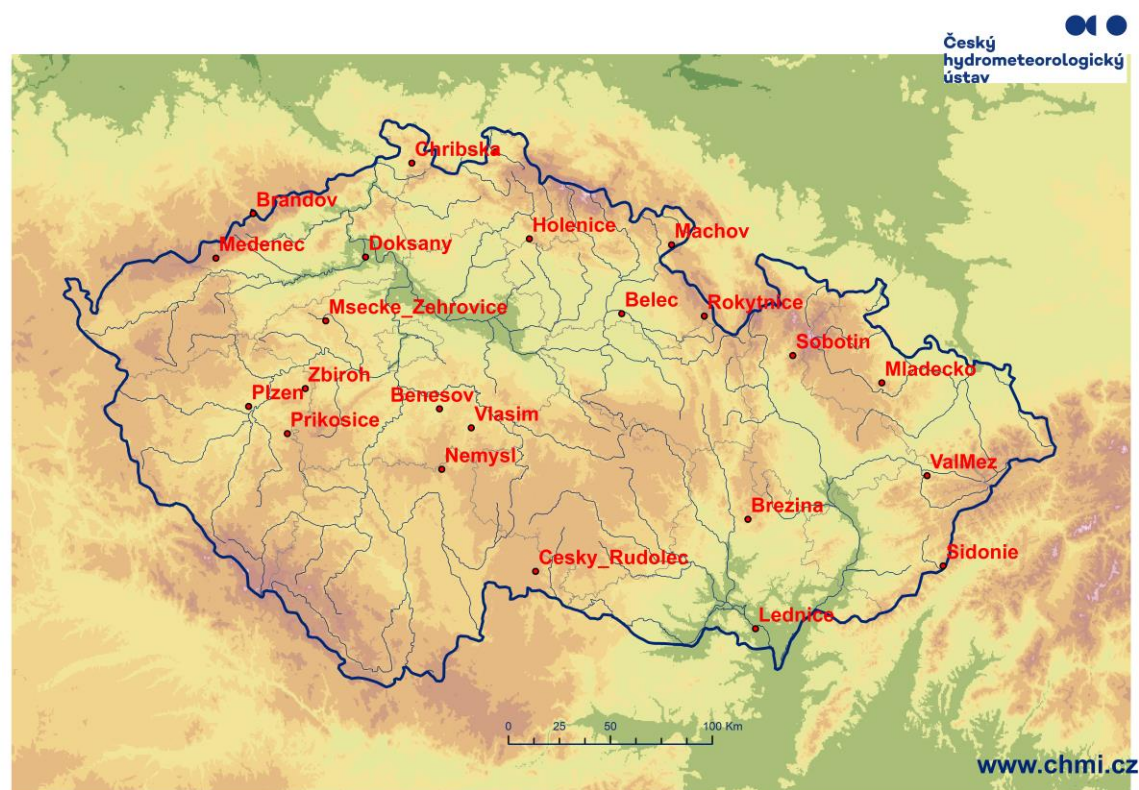 Český
hydrometeorologický
ústav
Chribska
Brandov
Medenec
Doksany
Holenice
Machov
Msecke_Zehrovice
Belec
Rokytnice
Sobotin
Mladecko
Zbiroh
Plzen
Benesov
Prikosice
Vlasim
Nemysl
ValMez
Brezina
Cesky_Rudolec
Sidonie
Lednice
0 25 50 100 Km
www.chmi.cz